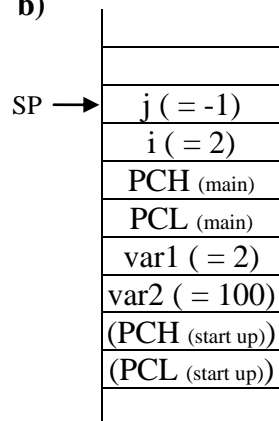 b)
SP j ( = -1)
i ( = 2)
PCH (main)
PCL (main)
var1 ( = 2)
var2 ( = 100)
(PCH (start up))
(PCL (start up))